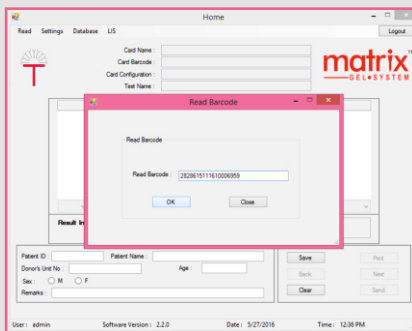 Home
Read Settings Database LIS Logout
Card Name :
Card Barcode :
Card Configuration :
Test Name :
matrix
GEL SYSTEM
Read Barcode
Read Barcode
Read Barcode : 2828615111610006959
OK Close
Result In
Patient ID : Patient Name :
Donor's Unit No : Age :
Sex : M F
Remarks :
Save Print
Back Next
Clear Send
User : admin Software Version : 2.2.0 Date : 5/27/2016 Time : 12:36 PM